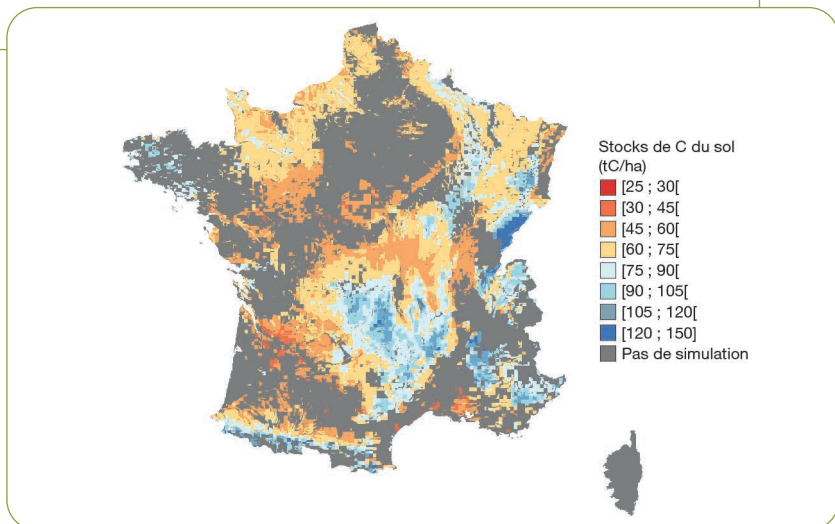 Stocks de C du sol
(tC/ha)
[25 ; 30[
[30 ; 45[
[45 ; 60[
[60 ; 75[
[75 ; 90[
[90 ; 105[
[105 ; 120[
[120 ; 150]
Pas de simulation